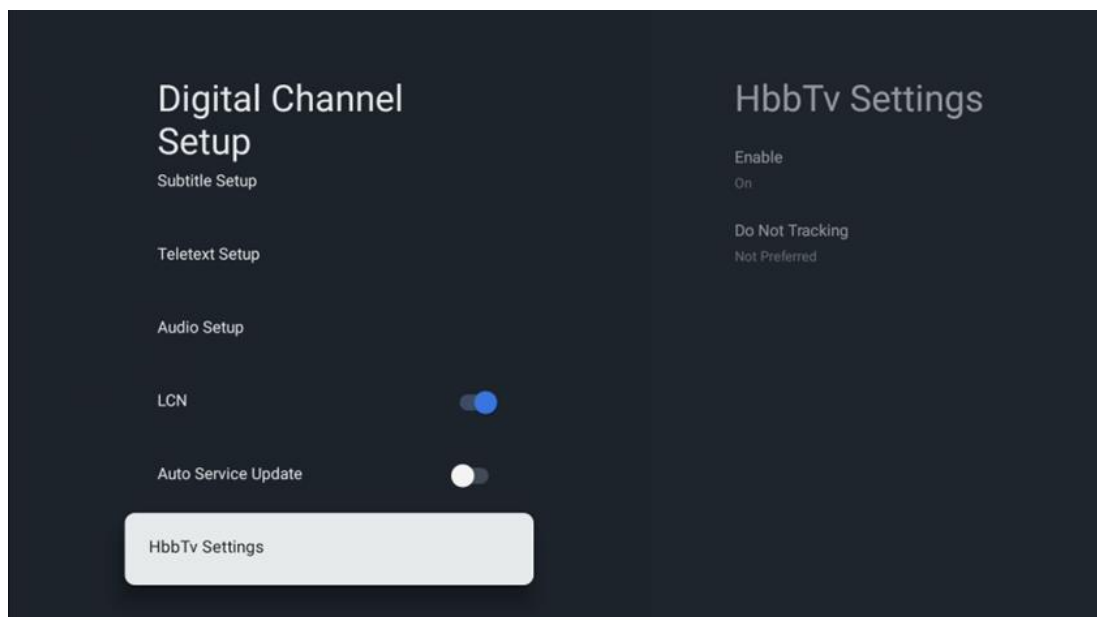 Digital Channel
Setup
Subtitle Setup
Teletext Setup
Audio Setup
LCN
Auto Service Update
HbbTv Settings
HbbTv Settings
Enable
On
Do Not Tracking
Not Preferred